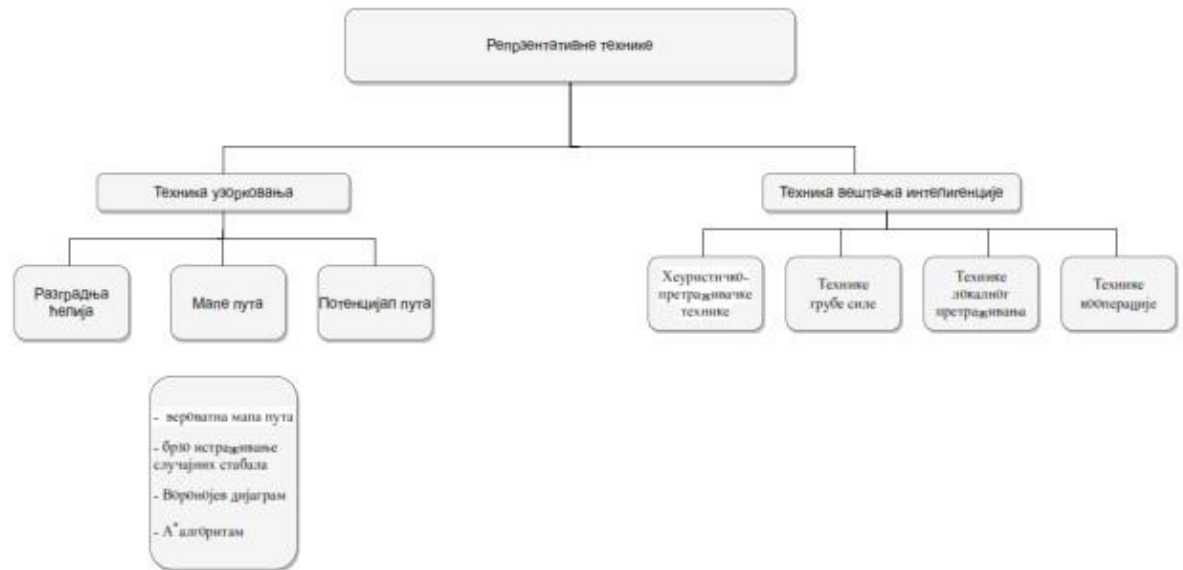 Репрзентативне технике
Техника узорковања
Техника вештачка интелигенције
Разградња
ћелија
Мапе пута
Потенцијал пута
Хеуристичко-
претраживачке
технике
Технике
грубе силе
Технике
локалног
претраживања
Технике
кооперације
- вероватна мапа пута
- брзо истраживање
случајних стабала
- Воронојев дијаграм
- А*алгоритам